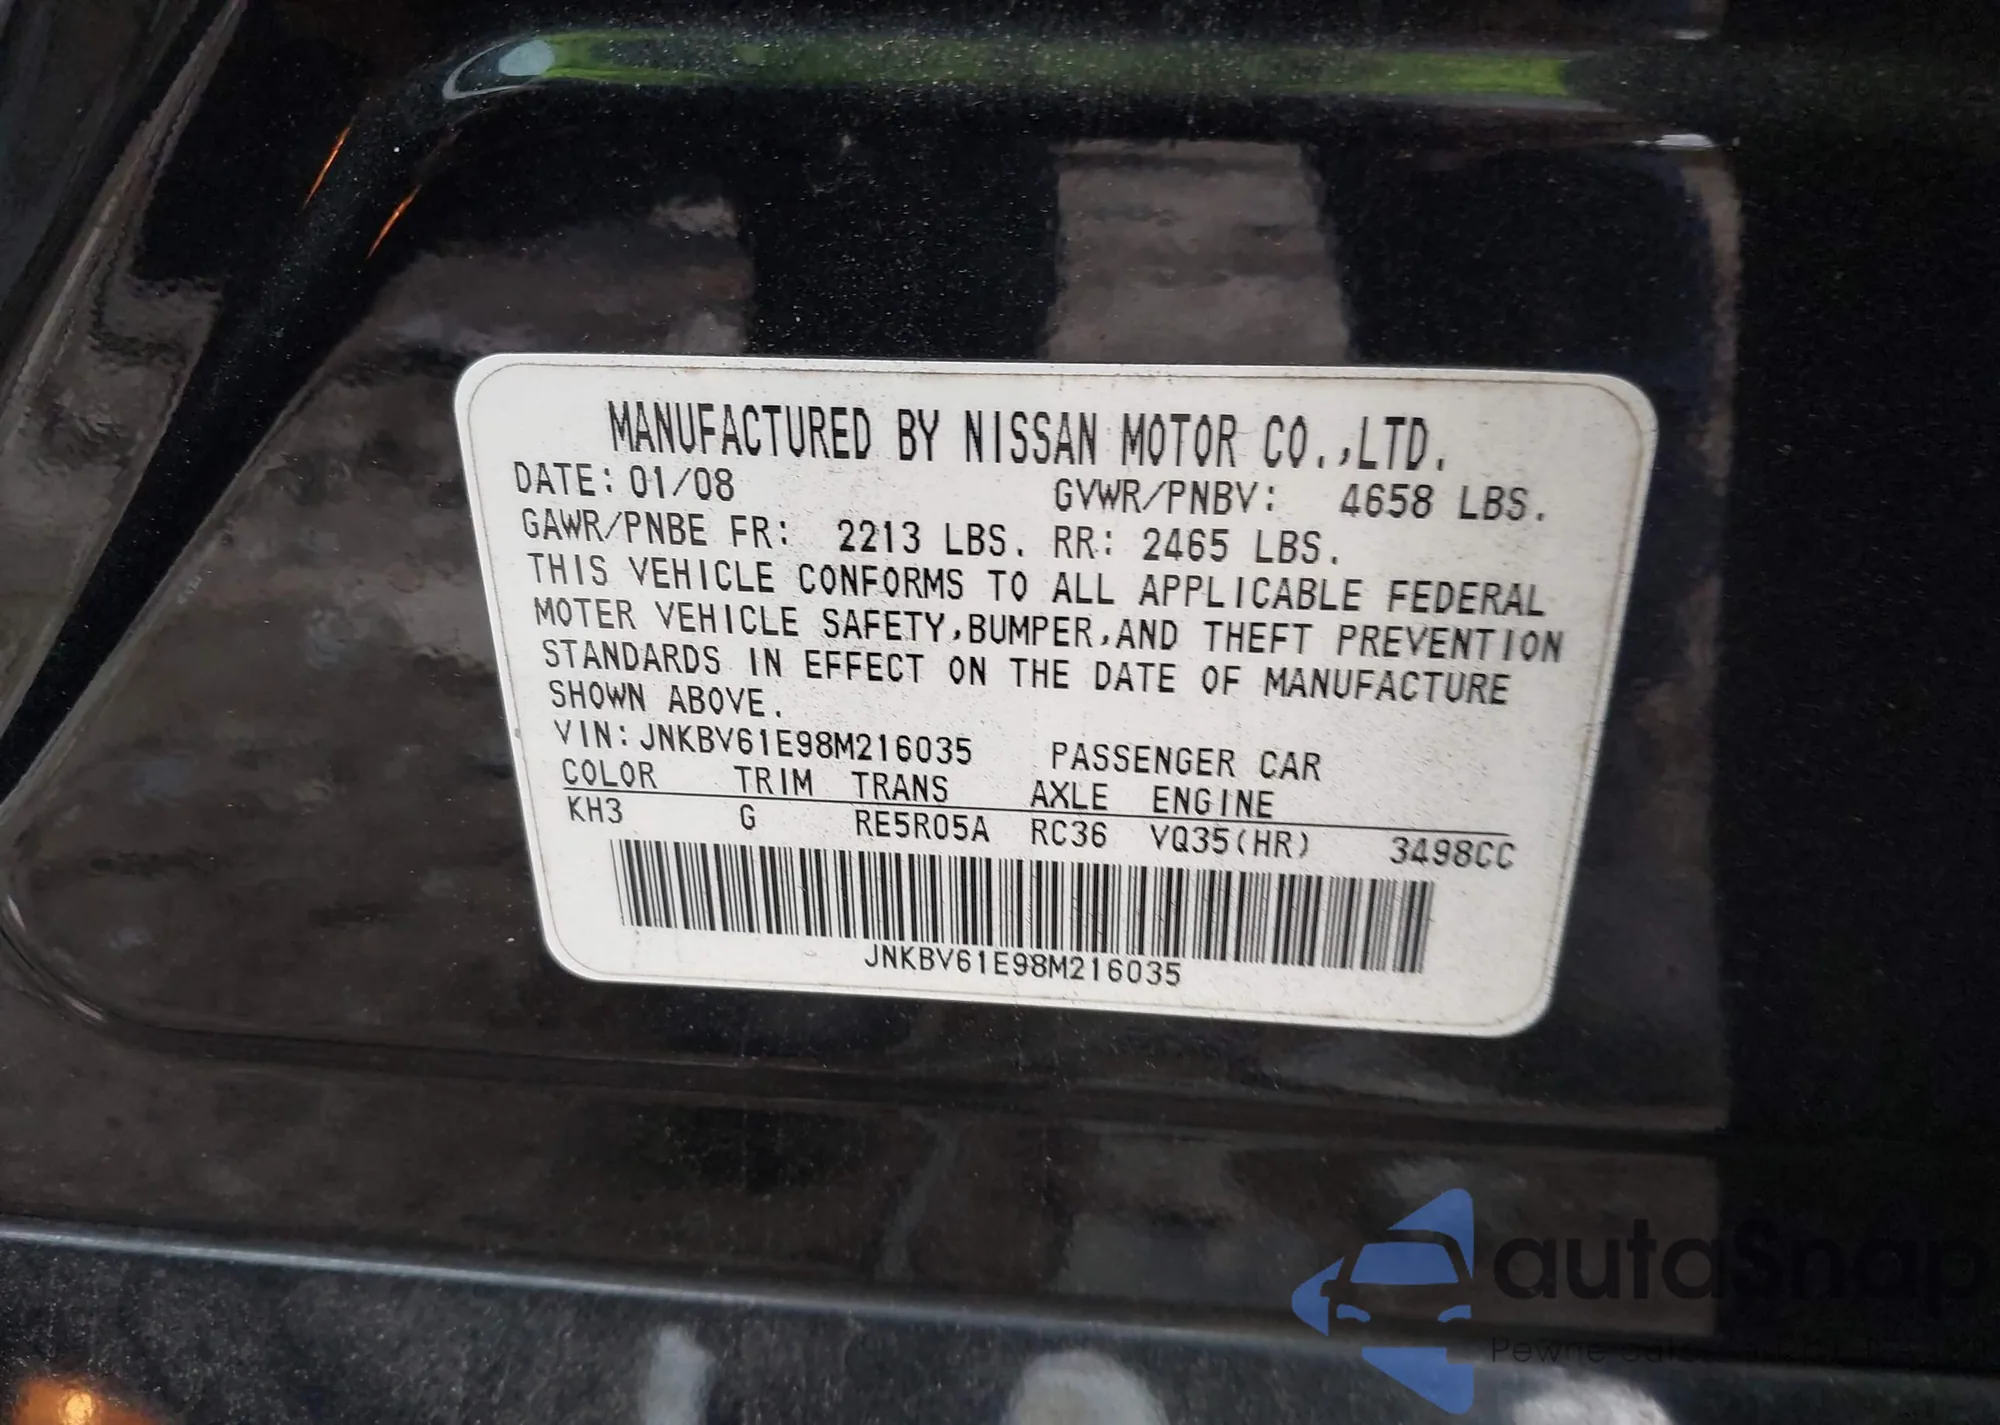 MANUFACTURED BY NISSAN MOTOR CO.,LTD.
DATE: 01/08 GVWR/PNBV: 4658 LBS.
GAWR/PNBE FR: 2213 LBS. RR: 2465 LBS.
THIS VEHICLE CONFORMS TO ALL APPLICABLE FEDERAL
MOTER VEHICLE SAFETY,BUMPER,AND THEFT PREVENTION
STANDARDS IN EFFECT ON THE DATE OF MANUFACTURE
SHOWN ABOVE.
VIN: JNKBV61E98M216035 PASSENGER CAR
COLOR TRIM TRANS AXLE ENGINE
KH3 G RE5R05A RC36 VQ35(HR) 3498CC
JNKBV61E98M216035
autoSnap
Pewne